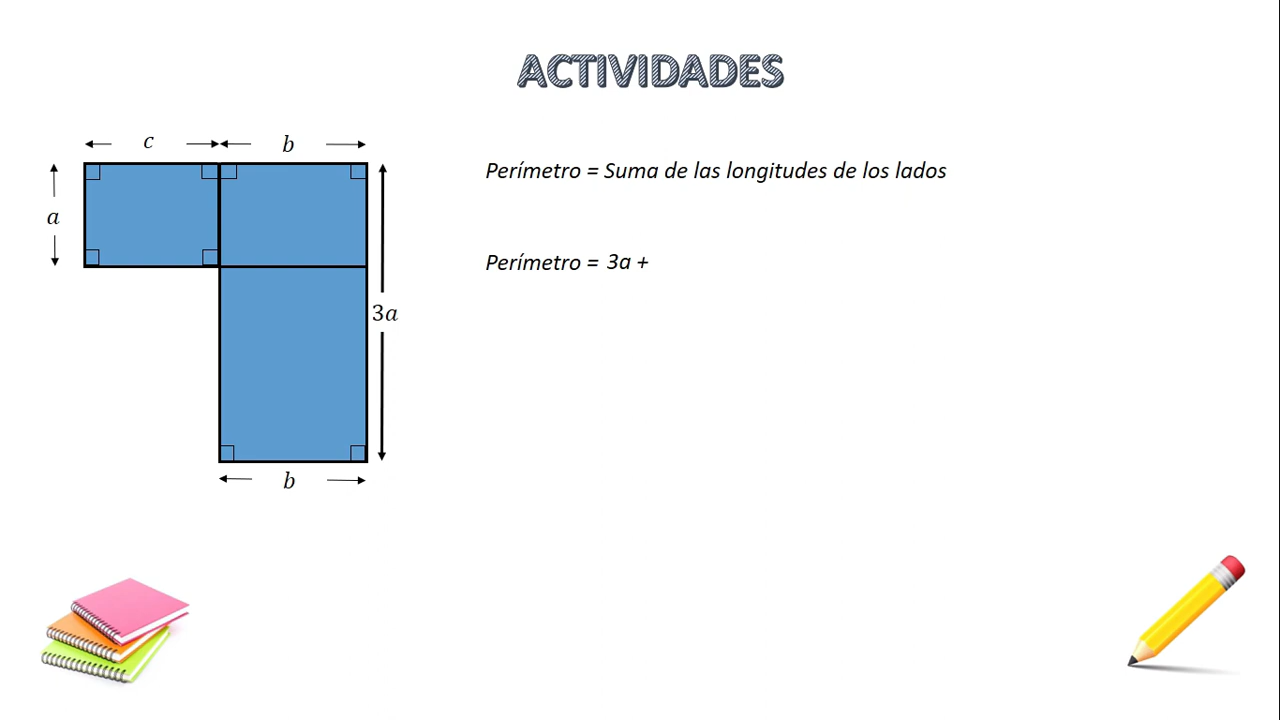 ACTIVIDADES
c
b
a
3a
b
Perímetro = Suma de las longitudes de los lados
Perímetro = 3a +